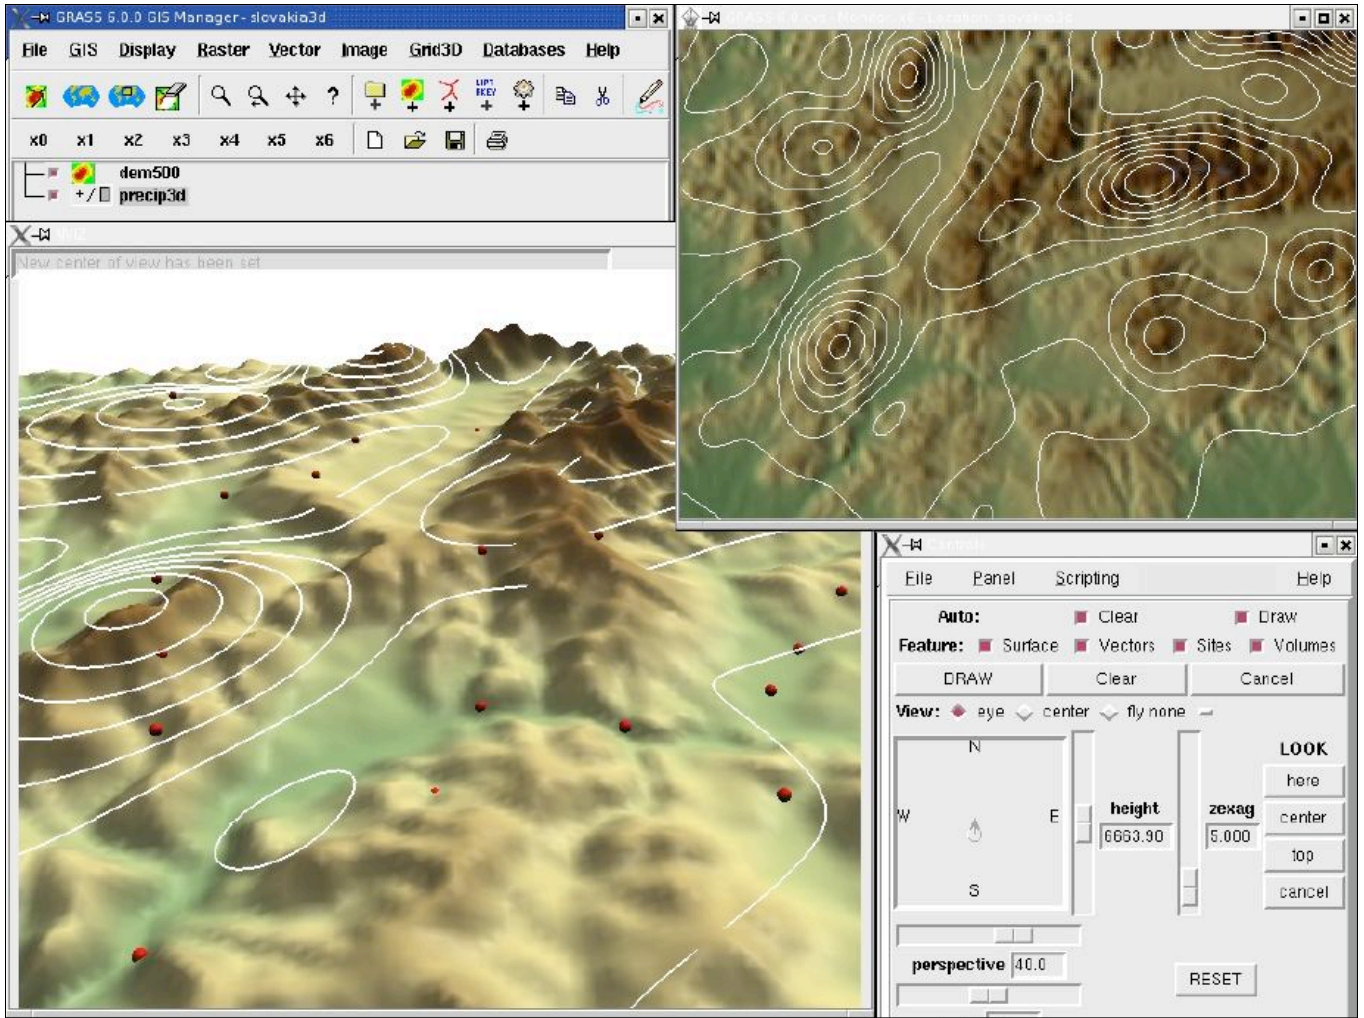 GRASS 6.0.0 GIS Manager - slovakia3d
File GIS Display Raster Vector Image Grid3D Databases Help
x0 x1 x2 x3 x4 x5 x6
dem500
precip3d
New center of view has been set
File Panel Scripting Help
Auto: Clear Draw
Feature: Surface Vectors Sites Volumes
DRAW Clear Cancel
View: eye center fly none
N
W E
S
height
6663.90
zexag
5.000
LOOK
here
center
top
cancel
perspective 40.0
RESET